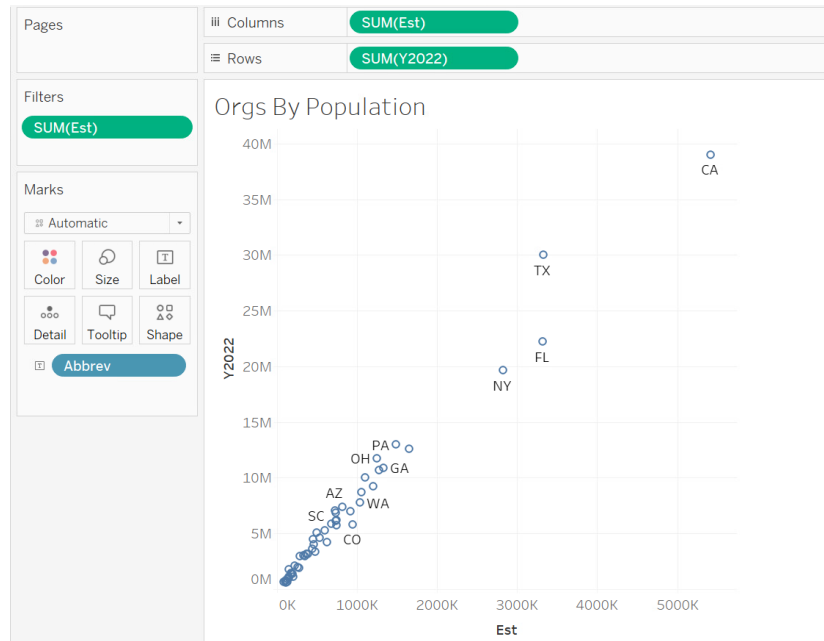 Pages
iii Columns
SUM(Est)
Rows
SUM(Y2022)
Filters
SUM(Est)
Marks
Automatic
Color
Size
T
Label
Detail
Tooltip
Shape
T
Abbrev
Orgs By Population
40M
35M
30M
25M
20M
15M
10M
5M
0M
Y2022
CA
TX
FL
NY
PA
OH
GA
AZ
WA
SC
CO
0K
1000K
2000K
3000K
4000K
5000K
Est